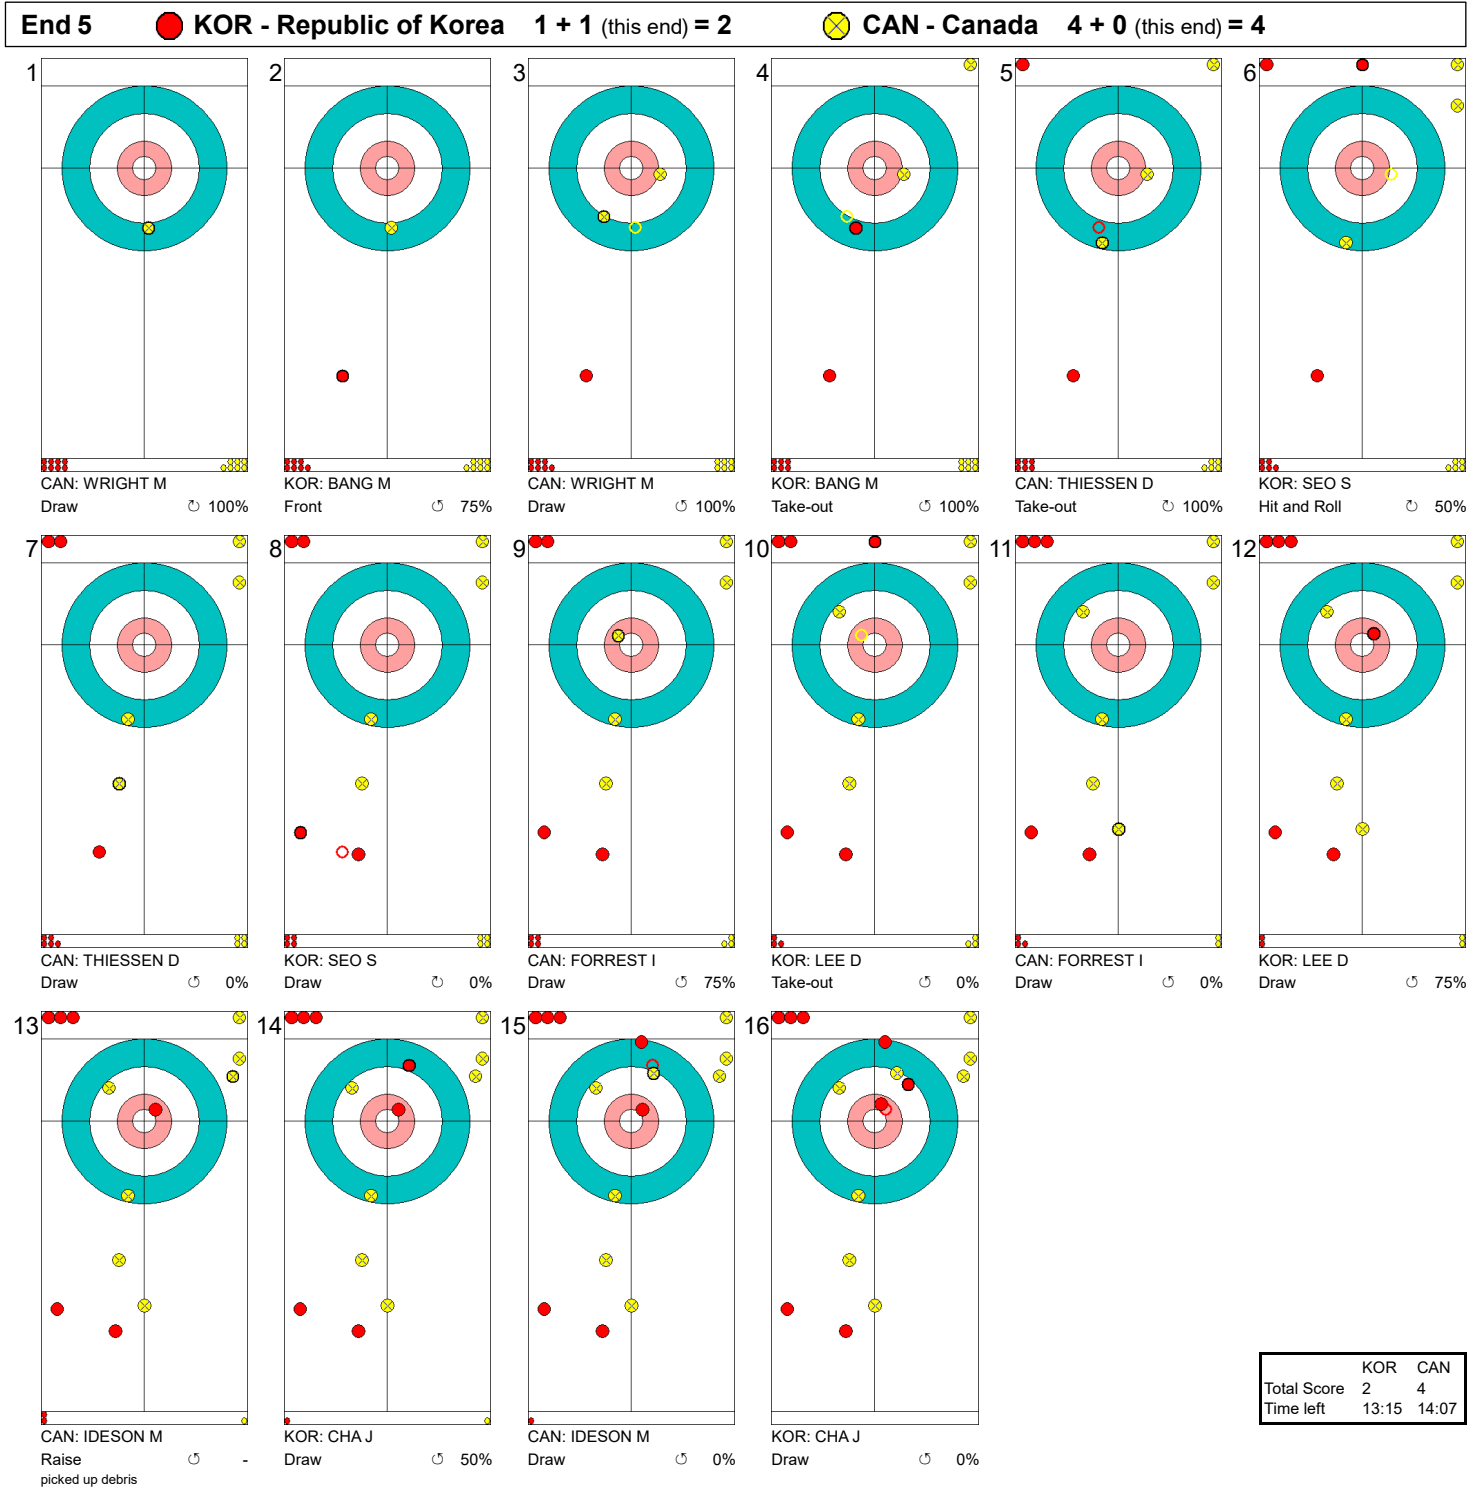 End 5 KOR - Republic of Korea 1 + 1 (this end) = 2 CAN - Canada 4 + 0 (this end) = 4
1 2 3 4 5 6
CAN: WRIGHT M KOR: BANG M CAN: WRIGHT M KOR: BANG M CAN: THIESSEN D KOR: SEO S
Draw ↻ 100% Front ↺ 75% Draw ↺ 100% Take-out ↺ 100% Take-out ↻ 100% Hit and Roll ↻ 50%
7 8 9 10 11 12
CAN: THIESSEN D KOR: SEO S CAN: FORREST I KOR: LEE D CAN: FORREST I KOR: LEE D
Draw ↺ 0% Draw ↻ 0% Draw ↺ 75% Take-out ↺ 0% Draw ↺ 0% Draw ↺ 75%
13 14 15 16
CAN: IDESON M KOR: CHA J CAN: IDESON M KOR: CHA J
Raise ↺ - Draw ↺ 50% Draw ↺ 0% Draw ↺ 0%
picked up debris
KOR CAN
Total Score 2 4
Time left 13:15 14:07